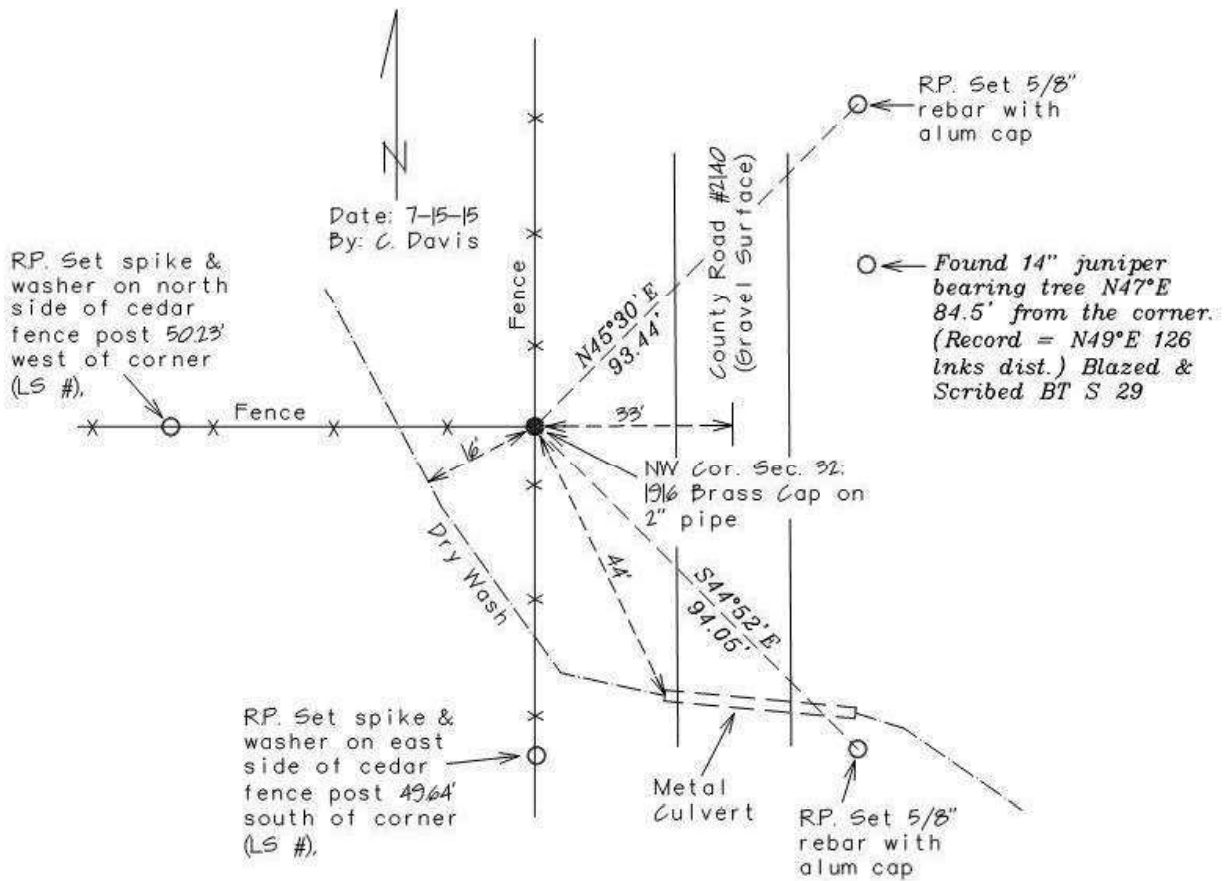 RP. Set 5/8"
rebar with
alum cap
N
Date: 7-15-15
By: C. Davis
RP. Set spike &
washer on north
side of cedar
fence post 50.23'
west of corner
(LS #),
Fence
Fence
N45°30'E
93.44'
County Road #2140
(Gravel Surface)
Found 14" juniper
bearing tree N47°E
84.5' from the corner.
(Record = N49°E 126
lnks dist.) Blazed &
Scribed BT S 29
33'
16'
NW Cor. Sec. 32;
1916 Brass Cap on
2" pipe
Dry Wash
44'
S44°52'E
94.05'
RP. Set spike &
washer on east
side of cedar
fence post 49.64'
south of corner
(LS #),
Metal
Culvert
RP. Set 5/8"
rebar with
alum cap